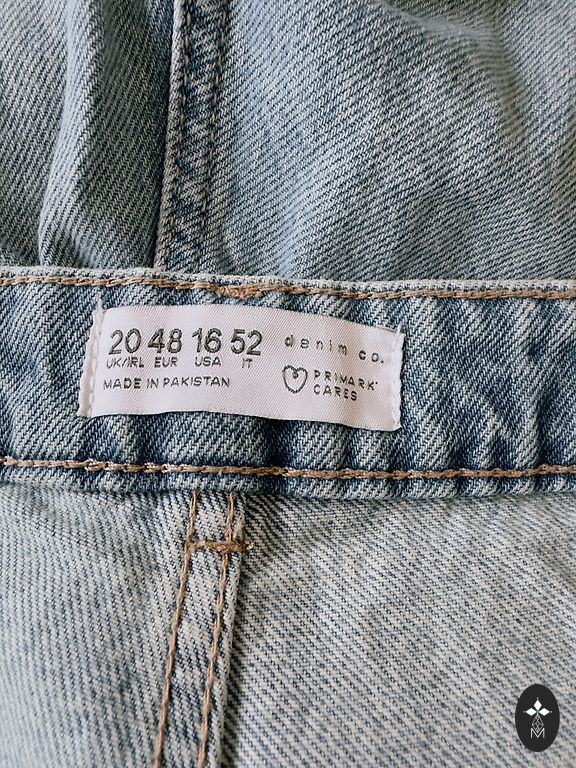 20 48 16 52 denim co.
UK/IRL EUR USA IT
MADE IN PAKISTAN
PRIMARK®
CARES
M